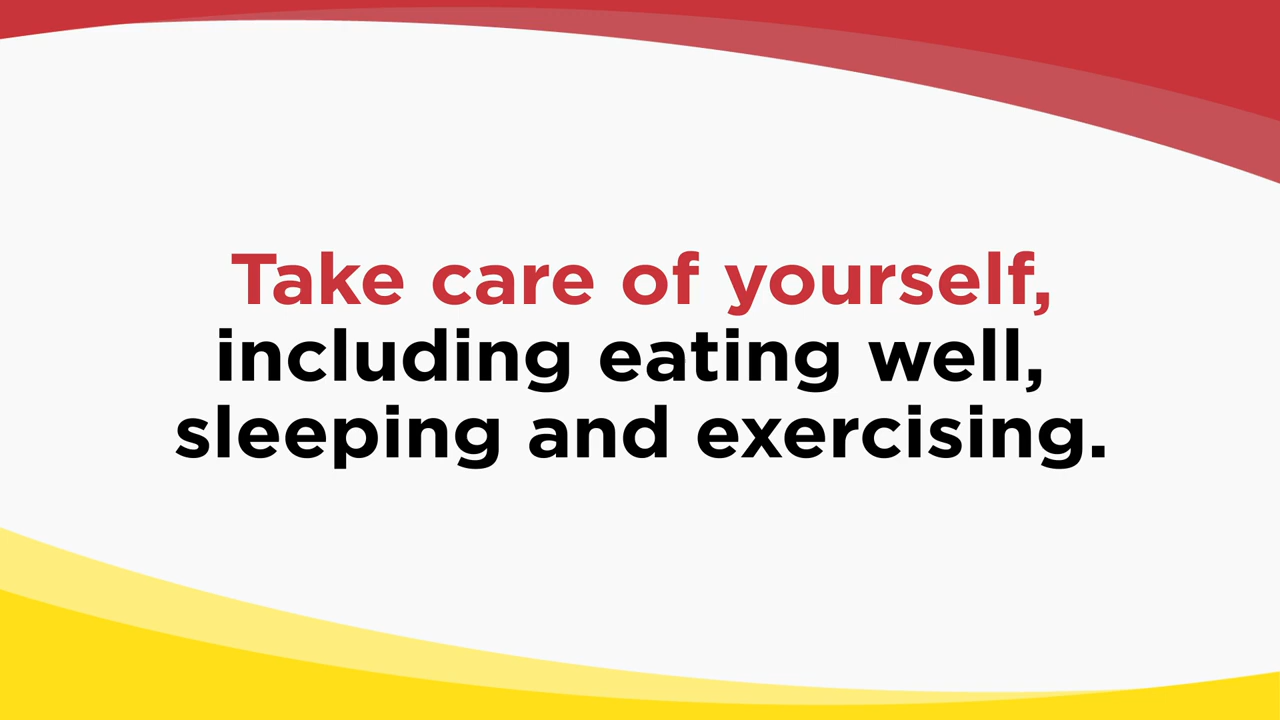 Take care of yourself,
including eating well,
sleeping and exercising.